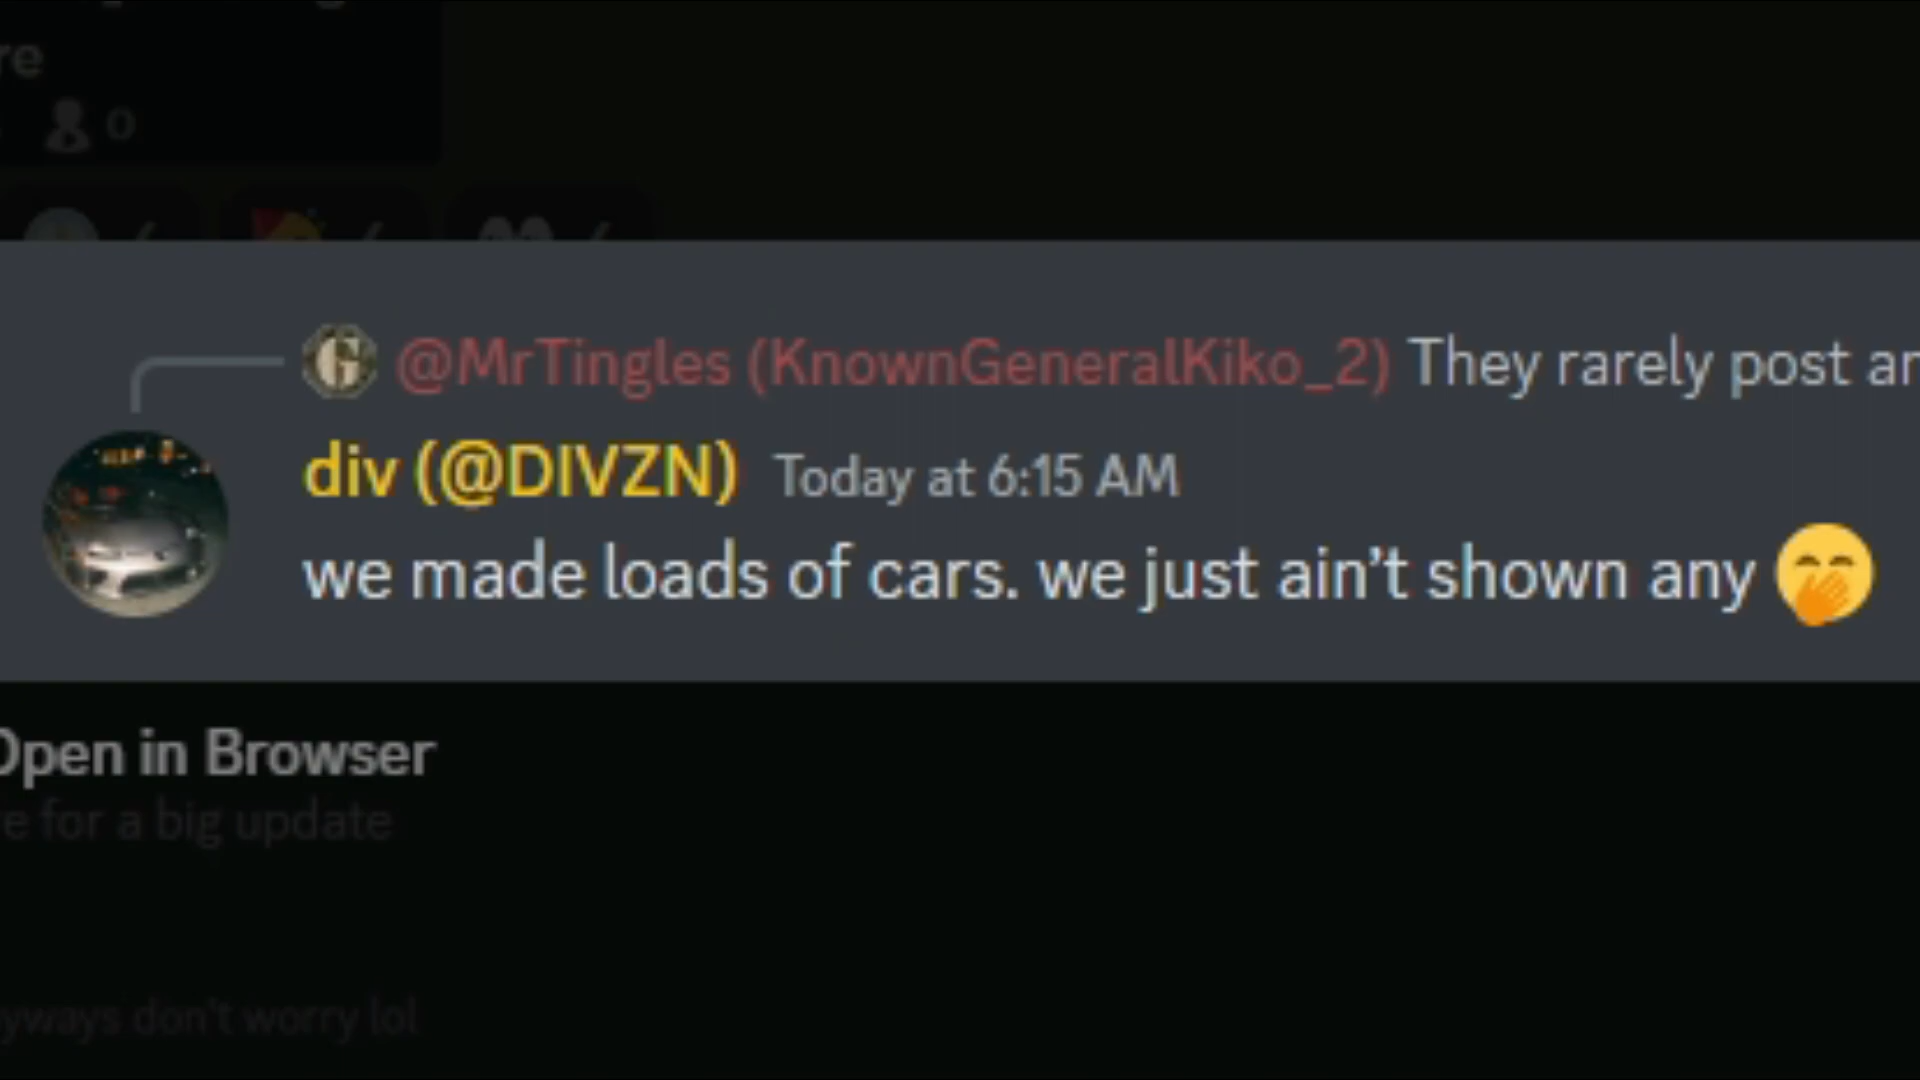 re
0
@MrTingles (KnownGeneralKiko_2) They rarely post
div (@DIVZN) Today at 6:15 AM
we made loads of cars. we just ain't shown any 🤭
Open in Browser
re for a big update
yways don't worry lol